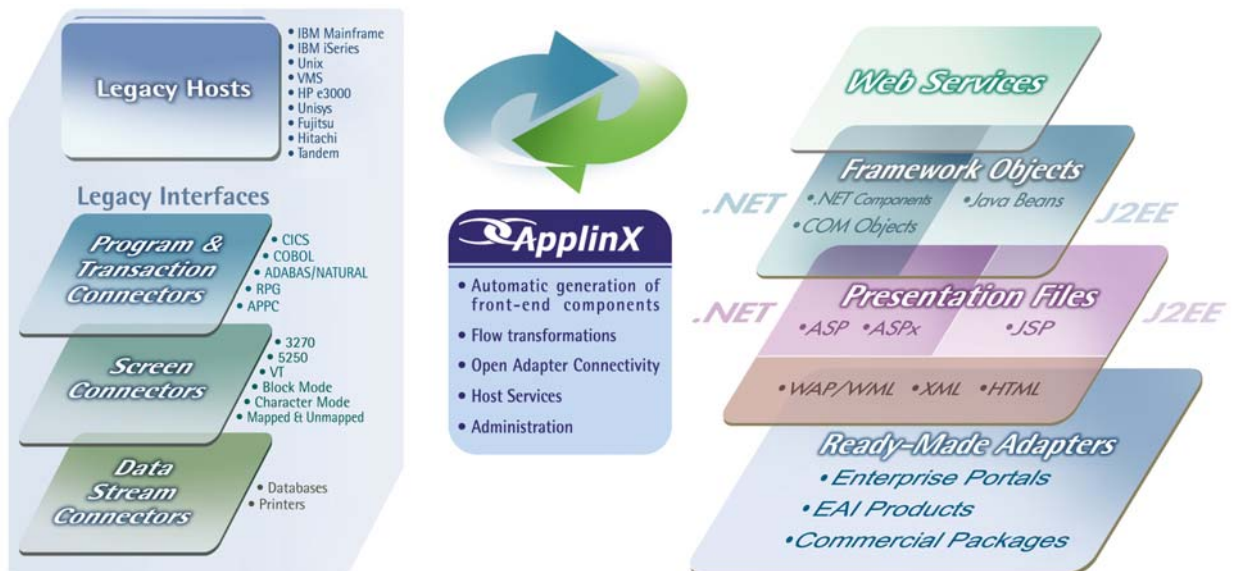 Legacy Hosts
• IBM Mainframe
• IBM iSeries
• Unix
• VMS
• HP e3000
• Unisys
• Fujitsu
• Hitachi
• Tandem
Legacy Interfaces
Program &
Transaction
Connectors
• CICS
• COBOL
• ADABAS/NATURAL
• RPG
• APPC
Screen
Connectors
• 3270
• 5250
• VT
• Block Mode
• Character Mode
• Mapped & Unmapped
Data
Stream
Connectors
• Databases
• Printers
ApplinX
• Automatic generation of
front-end components
• Flow transformations
• Open Adapter Connectivity
• Host Services
• Administration
Web Services
Framework Objects
.NET
• .NET Components
• COM Objects
• Java Beans
J2EE
Presentation Files
.NET
• ASP • ASPx
• JSP
J2EE
• WAP/WML • XML • HTML
Ready-Made Adapters
• Enterprise Portals
• EAI Products
• Commercial Packages